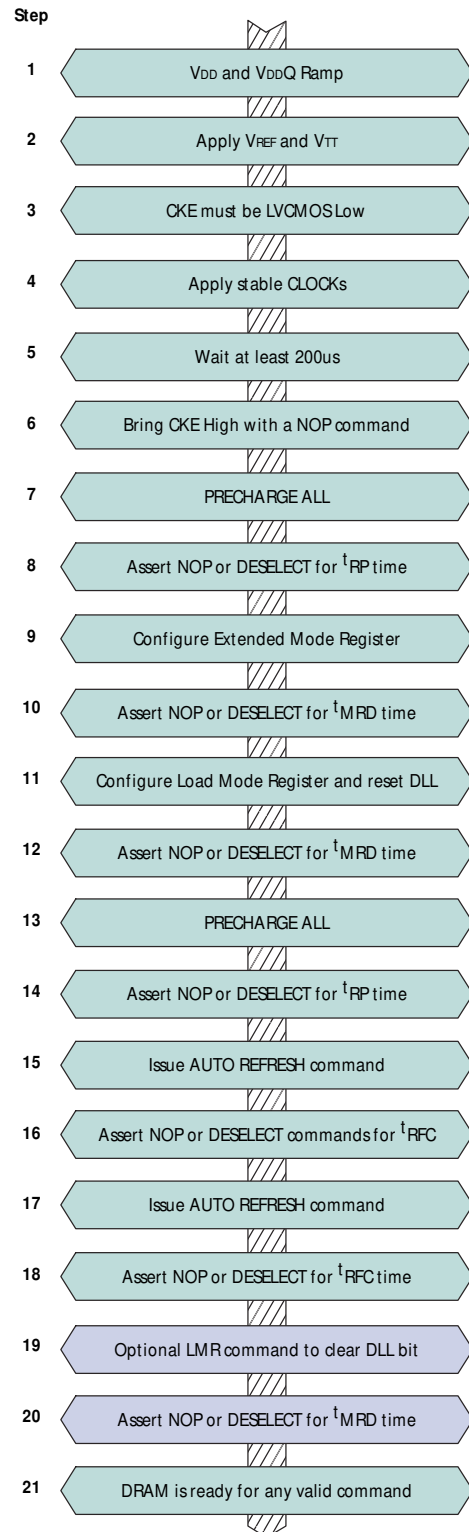 Step
1 VDD and VDDQ Ramp
2 Apply VREF and VTT
3 CKE must be LVCMOS Low
4 Apply stable CLOCKs
5 Wait at least 200us
6 Bring CKE High with a NOP command
7 PRECHARGE ALL
8 Assert NOP or DESELECT for tRP time
9 Configure Extended Mode Register
10 Assert NOP or DESELECT for tMRD time
11 Configure Load Mode Register and reset DLL
12 Assert NOP or DESELECT for tMRD time
13 PRECHARGE ALL
14 Assert NOP or DESELECT for tRP time
15 Issue AUTO REFRESH command
16 Assert NOP or DESELECT commands for tRFC
17 Issue AUTO REFRESH command
18 Assert NOP or DESELECT for tRFC time
19 Optional LMR command to clear DLL bit
20 Assert NOP or DESELECT for tMRD time
21 DRAM is ready for any valid command